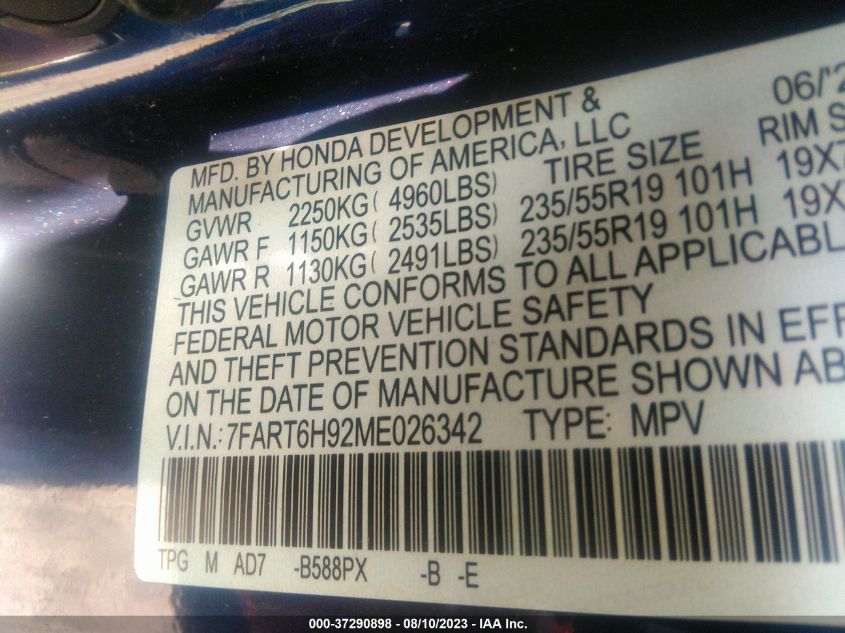 MFD. BY HONDA DEVELOPMENT & 06/2
MANUFACTURING OF AMERICA, LLC
TIRE SIZE RIM S
GVWR 2250KG( 4960LBS)
GAWR F 1150KG( 2535LBS) 235/55R19 101H 19X7
GAWR R 1130KG( 2491LBS) 235/55R19 101H 19X
THIS VEHICLE CONFORMS TO ALL APPLICABL
FEDERAL MOTOR VEHICLE SAFETY
AND THEFT PREVENTION STANDARDS IN EFF
ON THE DATE OF MANUFACTURE SHOWN AB
V.I.N.: 7FART6H92ME026342 TYPE: MPV
TPG M AD7 -B588PX -B -E
000-37290898 - 08/10/2023 - IAA Inc.